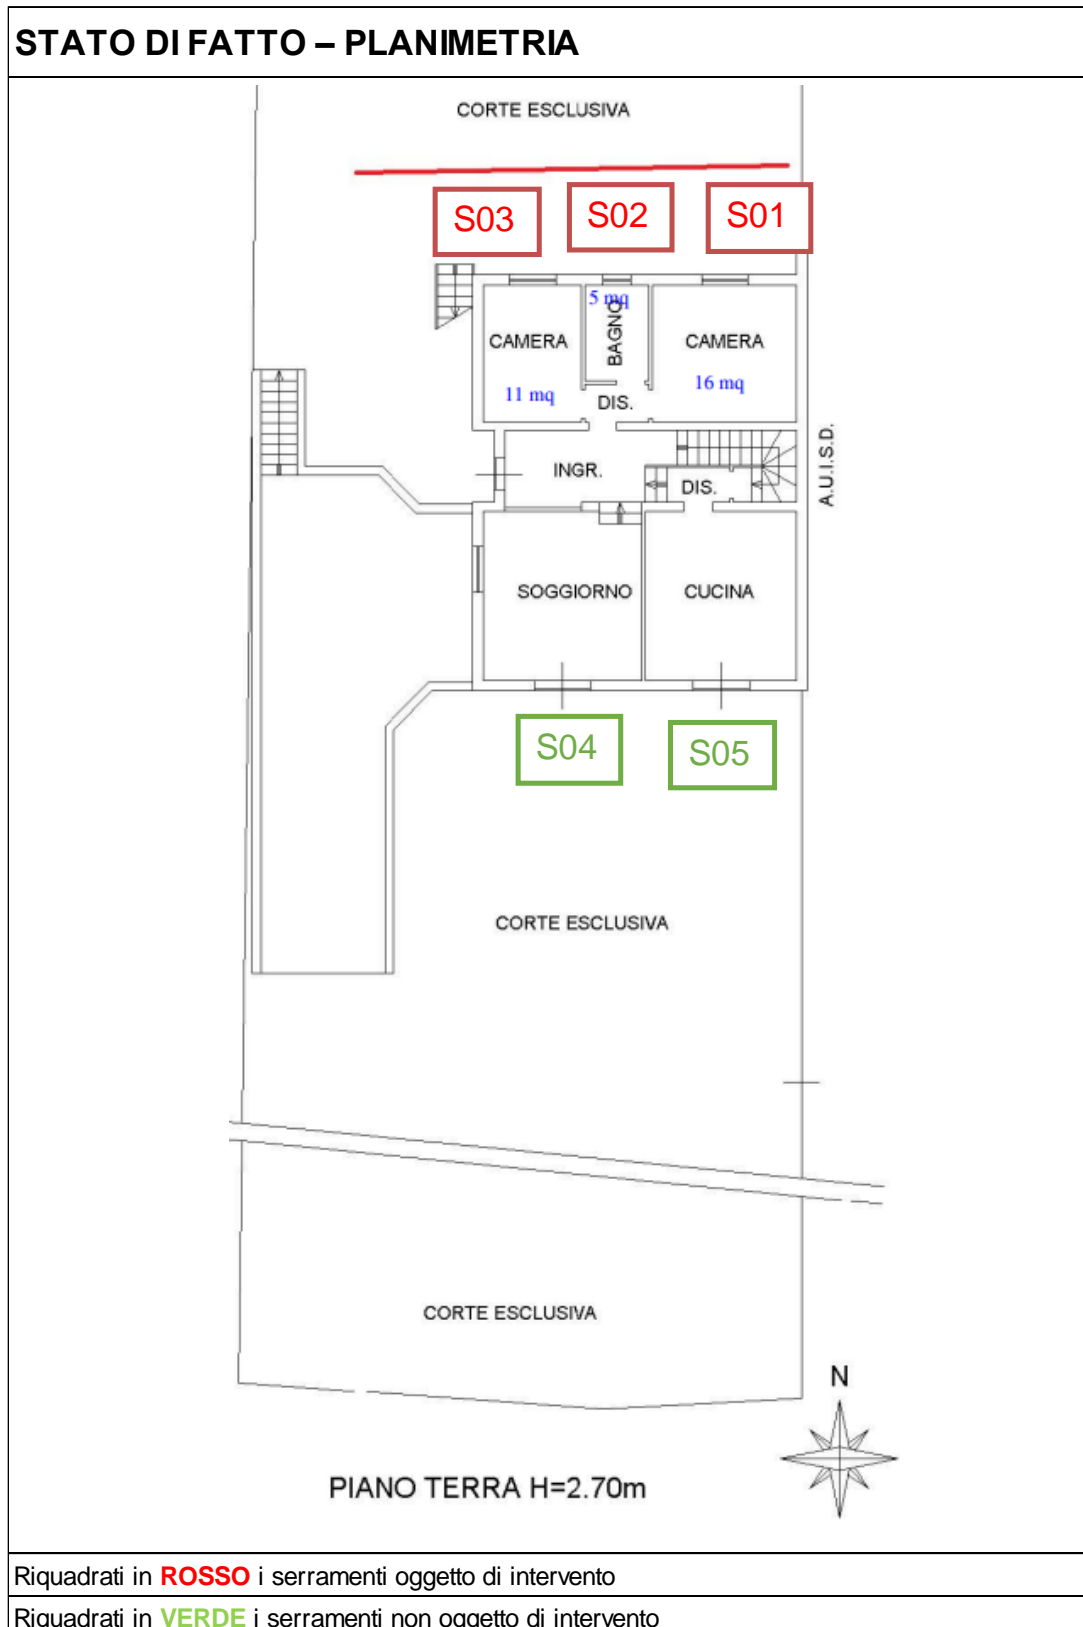 STATO DI FATTO – PLANIMETRIA
CORTE ESCLUSIVA
S03 S02 S01
5 mq
CAMERA BAGNO CAMERA
11 mq 16 mq
DIS.
A.U.I.S.D.
INGR.
DIS.
SOGGIORNO CUCINA
S04 S05
CORTE ESCLUSIVA
CORTE ESCLUSIVA
N
PIANO TERRA H=2.70m
Riquadrati in ROSSO i serramenti oggetto di intervento
Riquadrati in VERDE i serramenti non oggetto di intervento